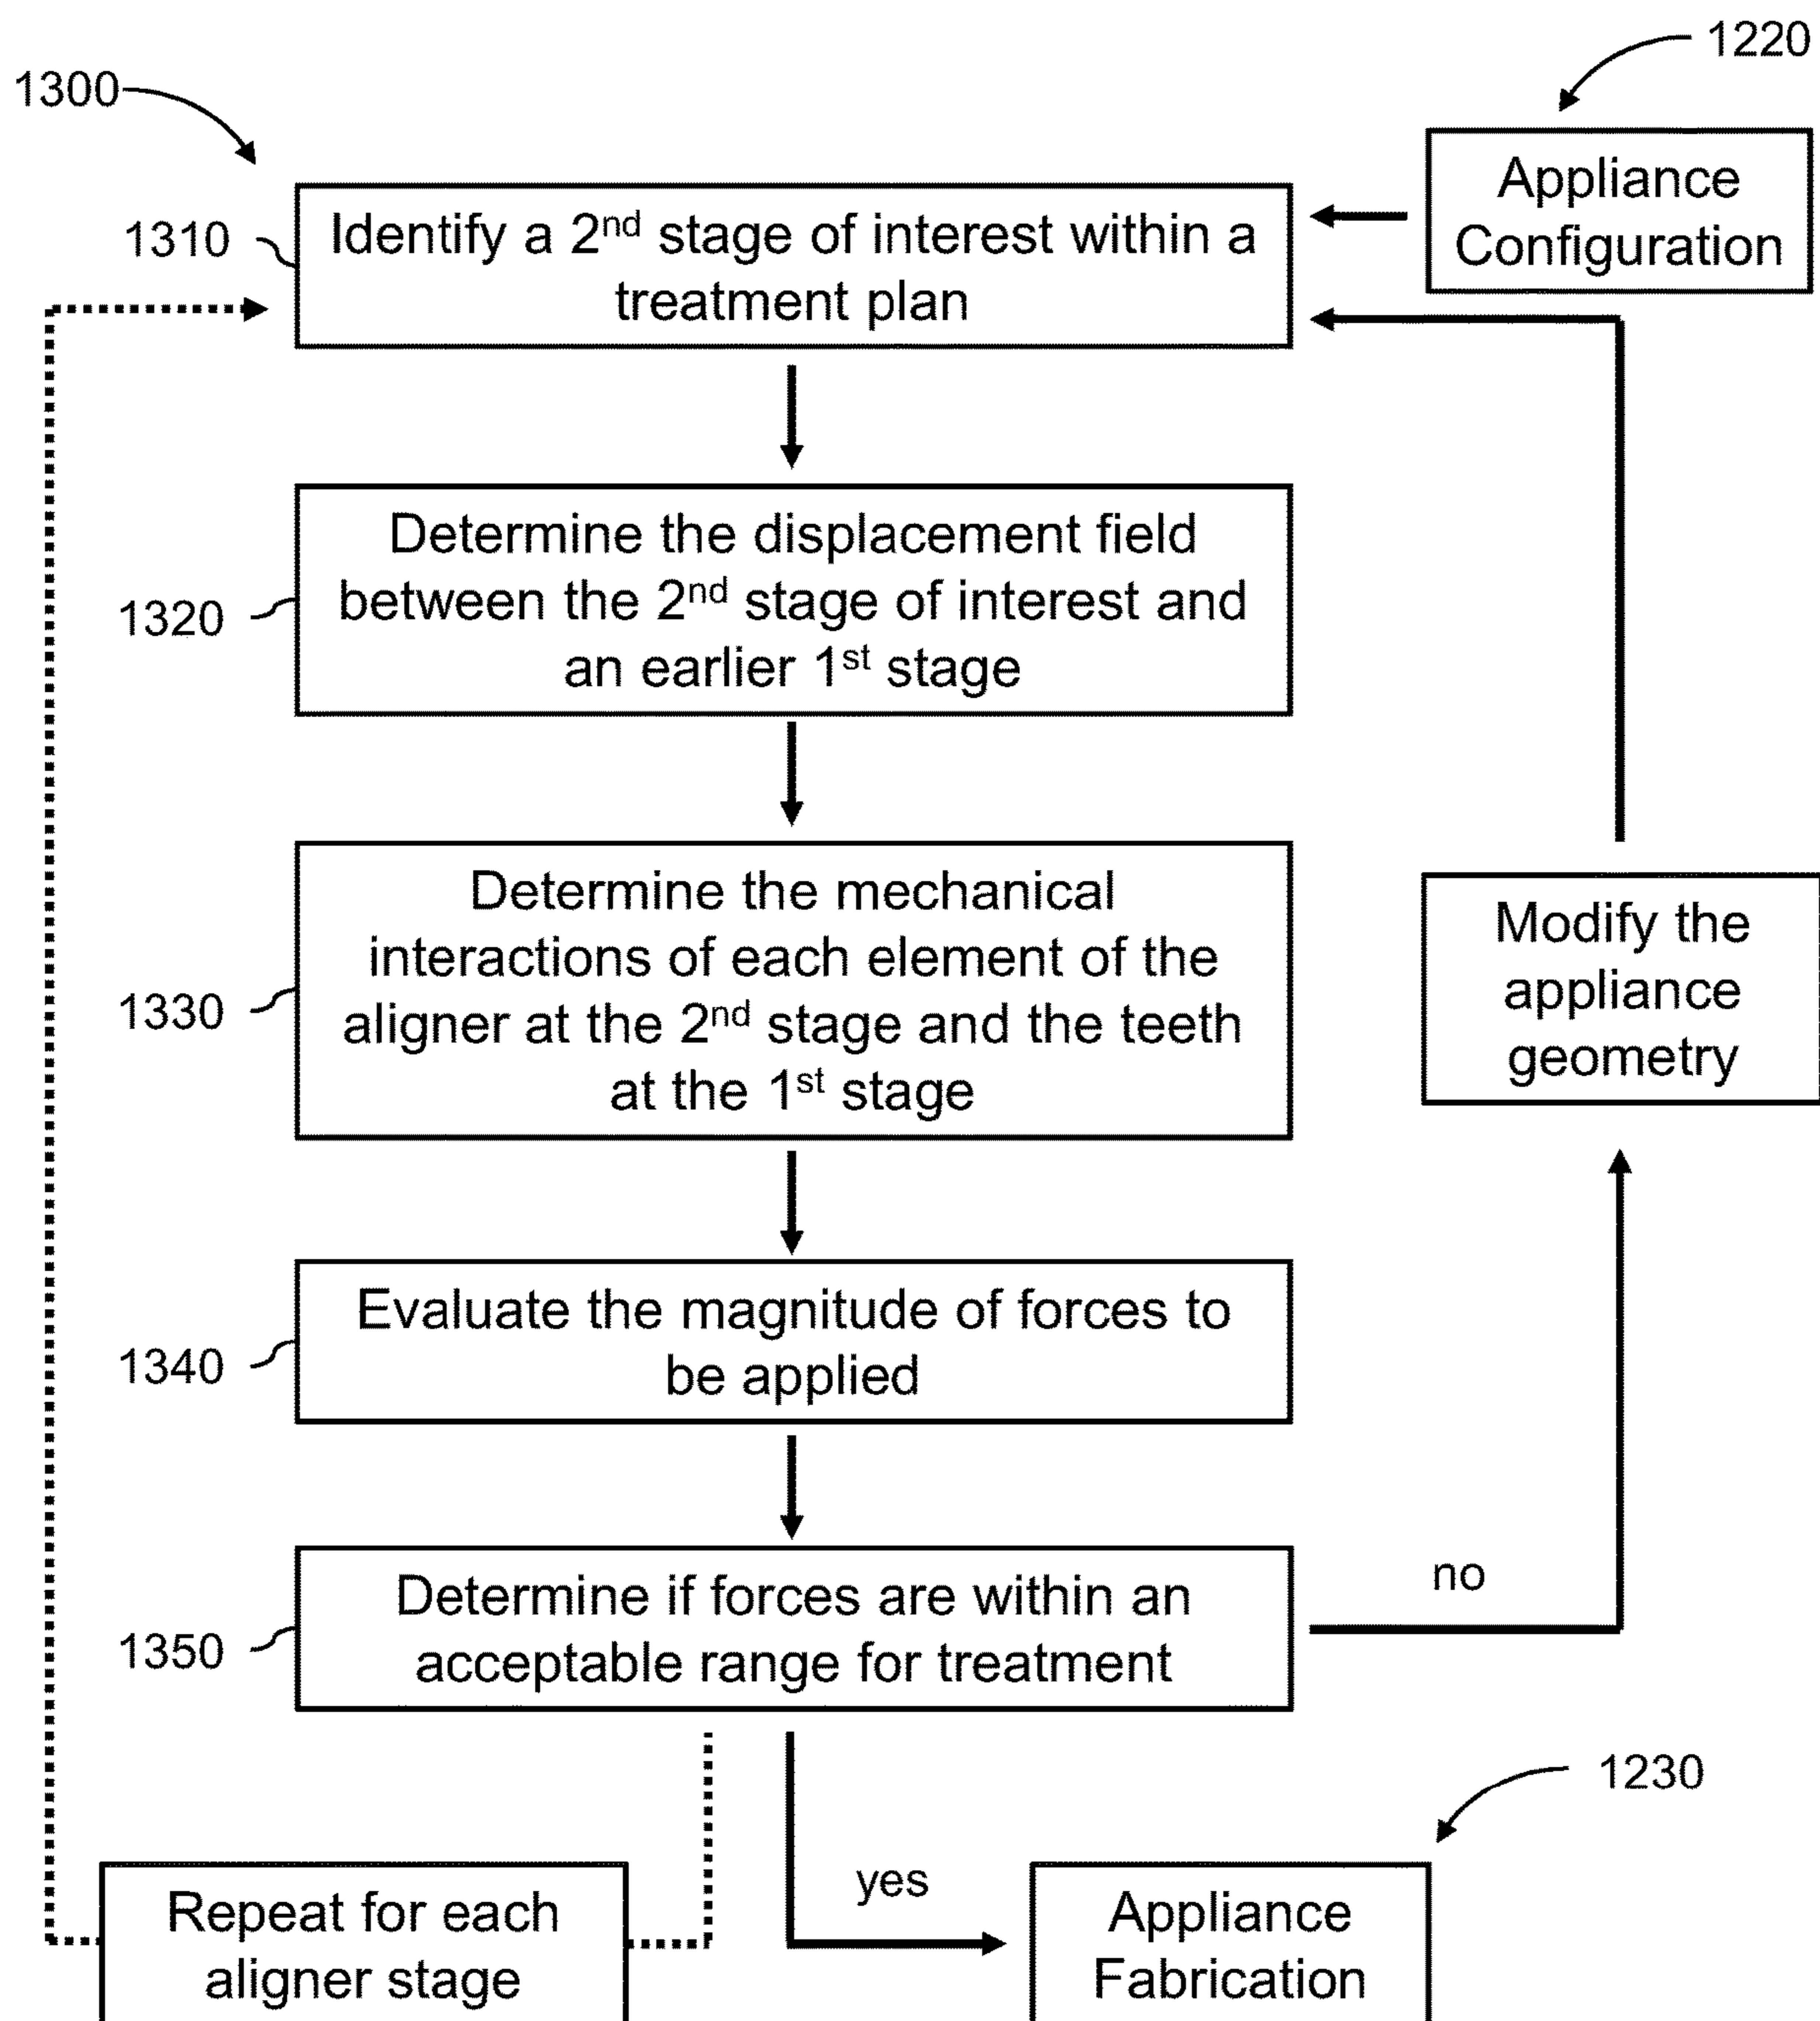 1220
1300
Appliance
Configuration
1310
Identify a 2nd stage of interest within a
treatment plan
1320
Determine the displacement field
between the 2nd stage of interest and
an earlier 1st stage
1330
Determine the mechanical
interactions of each element of the
aligner at the 2nd stage and the teeth
at the 1st stage
Modify the
appliance
geometry
1340
Evaluate the magnitude of forces to
be applied
1350
Determine if forces are within an
acceptable range for treatment
no
1230
yes
Repeat for each
aligner stage
Appliance
Fabrication